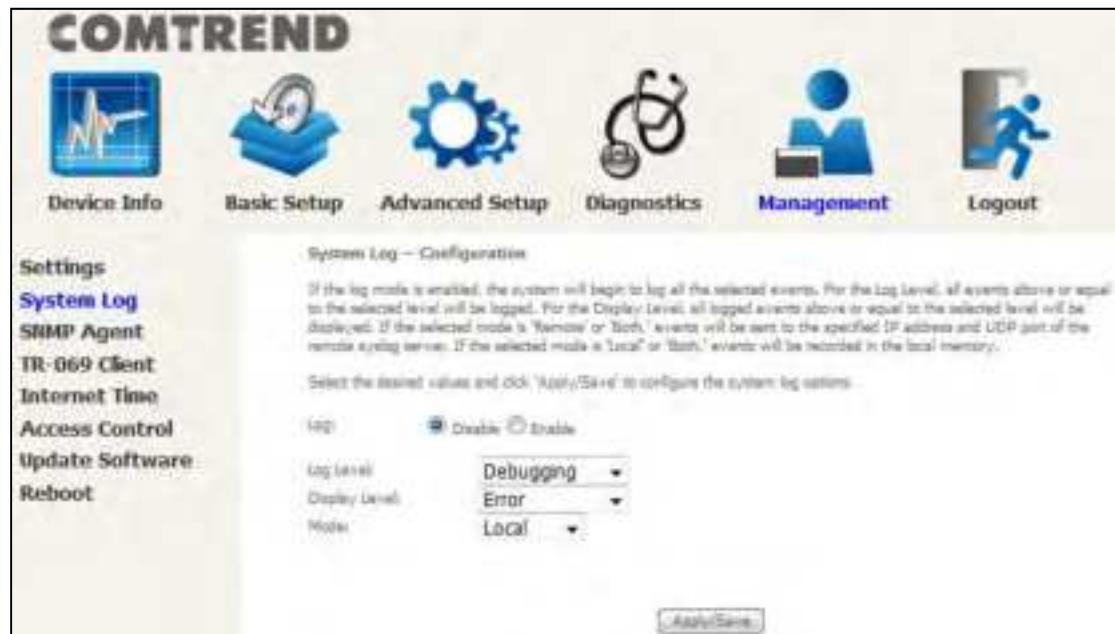 COMTREND
Device Info
Basic Setup
Advanced Setup
Diagnostics
Management
Logout
Settings
System Log
SNMP Agent
TR-069 Client
Internet Time
Access Control
Update Software
Reboot
System Log -- Configuration
If the log mode is enabled, the system will begin to log all the selected events. For the Log Level, all events above or equal
to the selected level will be logged. For the Display Level, all logged events above or equal to the selected level will be
displayed. If the selected mode is 'Remote' or 'Both,' events will be sent to the specified IP address and UDP port of the
remote syslog server. If the selected mode is 'Local' or 'Both,' events will be recorded in the local memory.
Select the desired values and click 'Apply/Save' to configure the system log options.
Log: Disable Enable
Log Level: Debugging
Display Level: Error
Mode: Local
Apply/Save